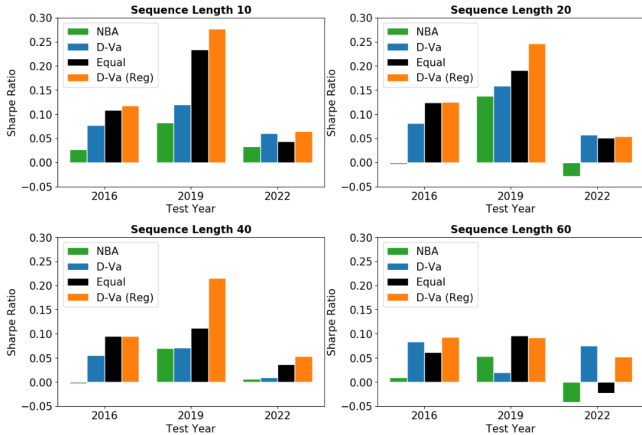 Sequence Length 10
Sharpe Ratio
0.30
0.25
0.20
0.15
0.10
0.05
0.00
−0.05
NBA
D-Va
Equal
D-Va (Reg)
2016 2019 2022
Test Year
Sequence Length 20
Sharpe Ratio
0.30
0.25
0.20
0.15
0.10
0.05
0.00
−0.05
NBA
D-Va
Equal
D-Va (Reg)
2016 2019 2022
Test Year
Sequence Length 40
Sharpe Ratio
0.30
0.25
0.20
0.15
0.10
0.05
0.00
−0.05
NBA
D-Va
Equal
D-Va (Reg)
2016 2019 2022
Test Year
Sequence Length 60
Sharpe Ratio
0.30
0.25
0.20
0.15
0.10
0.05
0.00
−0.05
NBA
D-Va
Equal
D-Va (Reg)
2016 2019 2022
Test Year